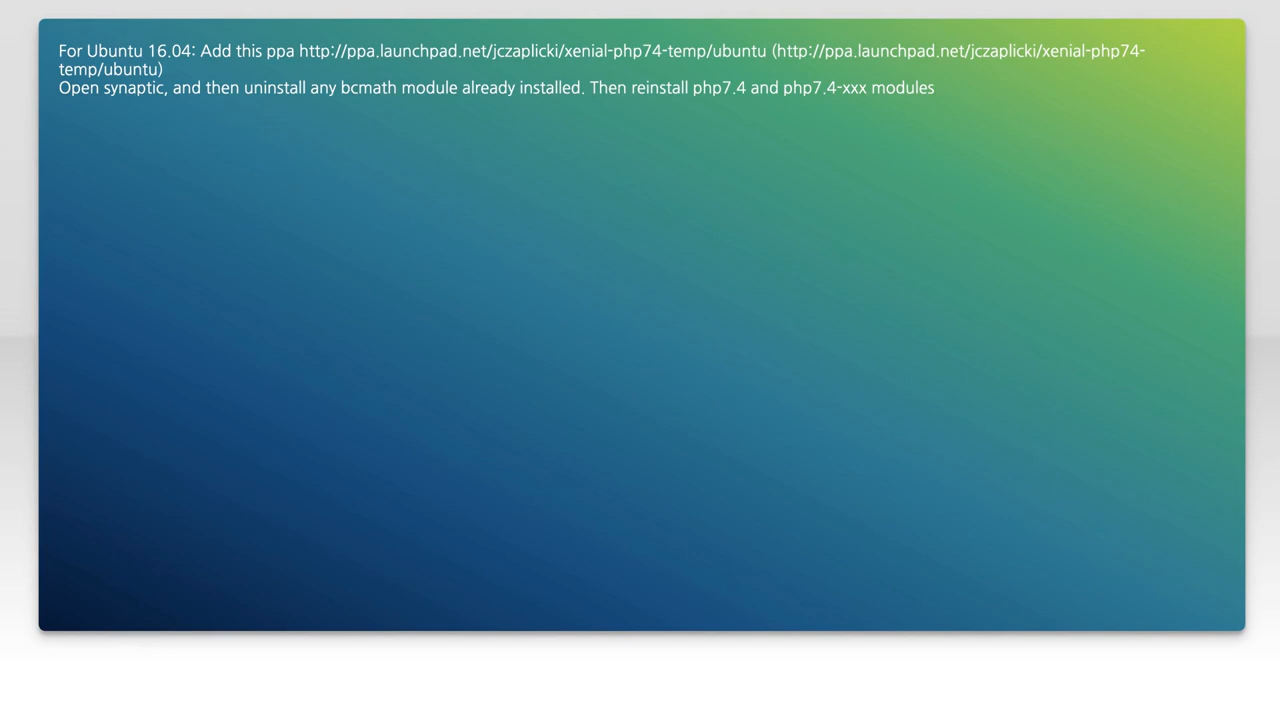 For Ubuntu 16.04: Add this ppa http://ppa.launchpad.net/jczaplicki/xenial-php74-temp/ubuntu (http://ppa.launchpad.net/jczaplicki/xenial-php74-
temp/ubuntu)
Open synaptic, and then uninstall any bcmath module already installed. Then reinstall php7.4 and php7.4-xxx modules